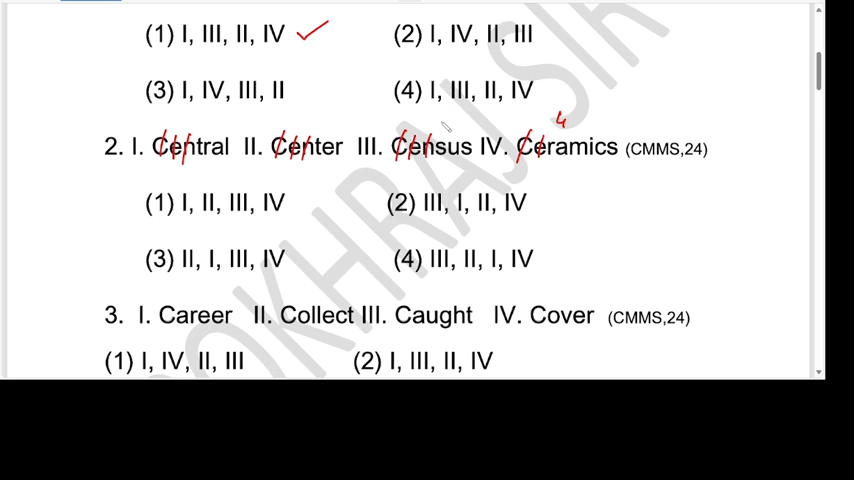 (1) I, III, II, IV (2) I, IV, II, III
(3) I, IV, III, II (4) I, III, II, IV
4
2. I. Central II. Center III. Census IV. Ceramics (CMMS,24)
(1) I, II, III, IV (2) III, I, II, IV
(3) II, I, III, IV (4) III, II, I, IV
3. I. Career II. Collect III. Caught IV. Cover (CMMS,24)
(1) I, IV, II, III (2) I, III, II, IV
OKHRAJ SIR